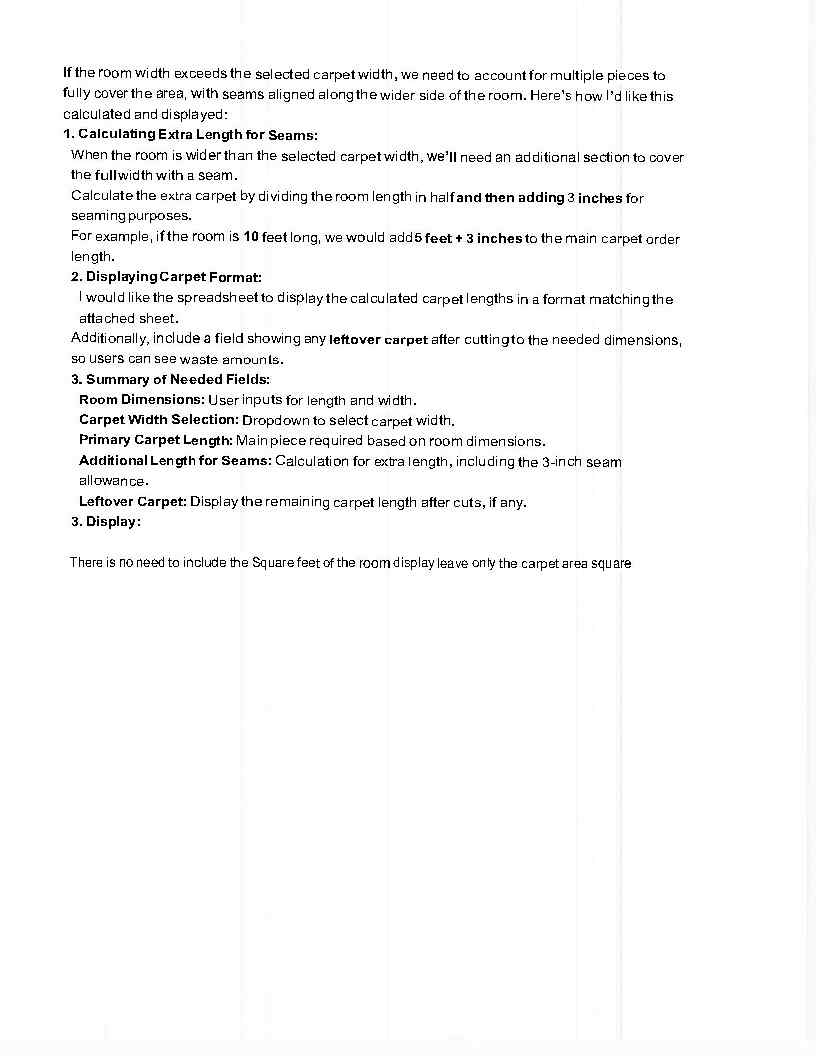 If the room width exceeds the selected carpet width, we need to account for multiple pieces to
fully cover the area, with seams aligned along the wider side of the room. Here's how I'd like this
calculated and displayed:
1. Calculating Extra Length for Seams:
When the room is wider than the selected carpet width, we'll need an additional section to cover
the full width with a seam.
Calculate the extra carpet by dividing the room length in half and then adding 3 inches for
seaming purposes.
For example, if the room is 10 feet long, we would add 5 feet + 3 inches to the main carpet order
length.
2. Displaying Carpet Format:
I would like the spreadsheet to display the calculated carpet lengths in a format matching the
attached sheet.
Additionally, include a field showing any leftover carpet after cutting to the needed dimensions,
so users can see waste amounts.
3. Summary of Needed Fields:
Room Dimensions: User inputs for length and width.
Carpet Width Selection: Dropdown to select carpet width.
Primary Carpet Length: Main piece required based on room dimensions.
Additional Length for Seams: Calculation for extra length, including the 3-inch seam
allowance.
Leftover Carpet: Display the remaining carpet length after cuts, if any.
3. Display:
There is no need to include the Square feet of the room display leave only the carpet area square